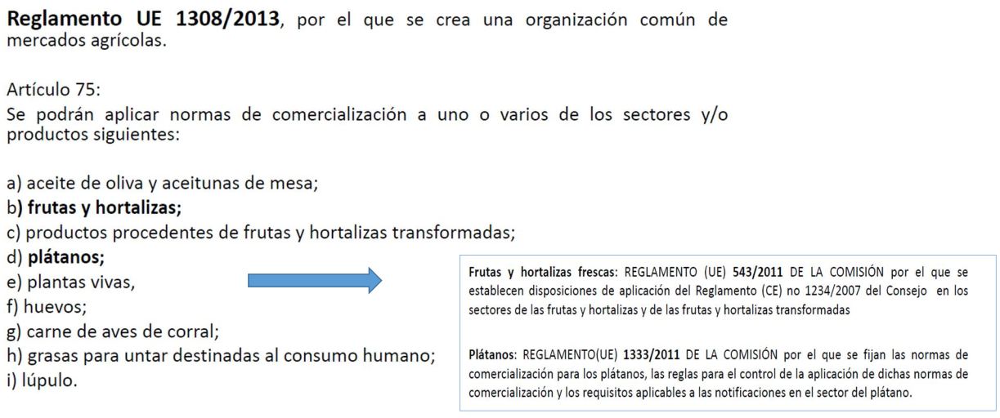 Reglamento UE 1308/2013, por el que se crea una organización común de
mercados agrícolas.
Artículo 75:
Se podrán aplicar normas de comercialización a uno o varios de los sectores y/o
productos siguientes:
a) aceite de oliva y aceitunas de mesa;
b) frutas y hortalizas;
c) productos procedentes de frutas y hortalizas transformadas;
d) plátanos;
e) plantas vivas,
f) huevos;
g) carne de aves de corral;
h) grasas para untar destinadas al consumo humano;
i) lúpulo.
Frutas y hortalizas frescas: REGLAMENTO (UE) 543/2011 DE LA COMISIÓN por el que se
establecen disposiciones de aplicación del Reglamento (CE) no 1234/2007 del Consejo en los
sectores de las frutas y hortalizas y de las frutas y hortalizas transformadas
Plátanos: REGLAMENTO(UE) 1333/2011 DE LA COMISIÓN por el que se fijan las normas de
comercialización para los plátanos, las reglas para el control de la aplicación de dichas normas de
comercialización y los requisitos aplicables a las notificaciones en el sector del plátano.